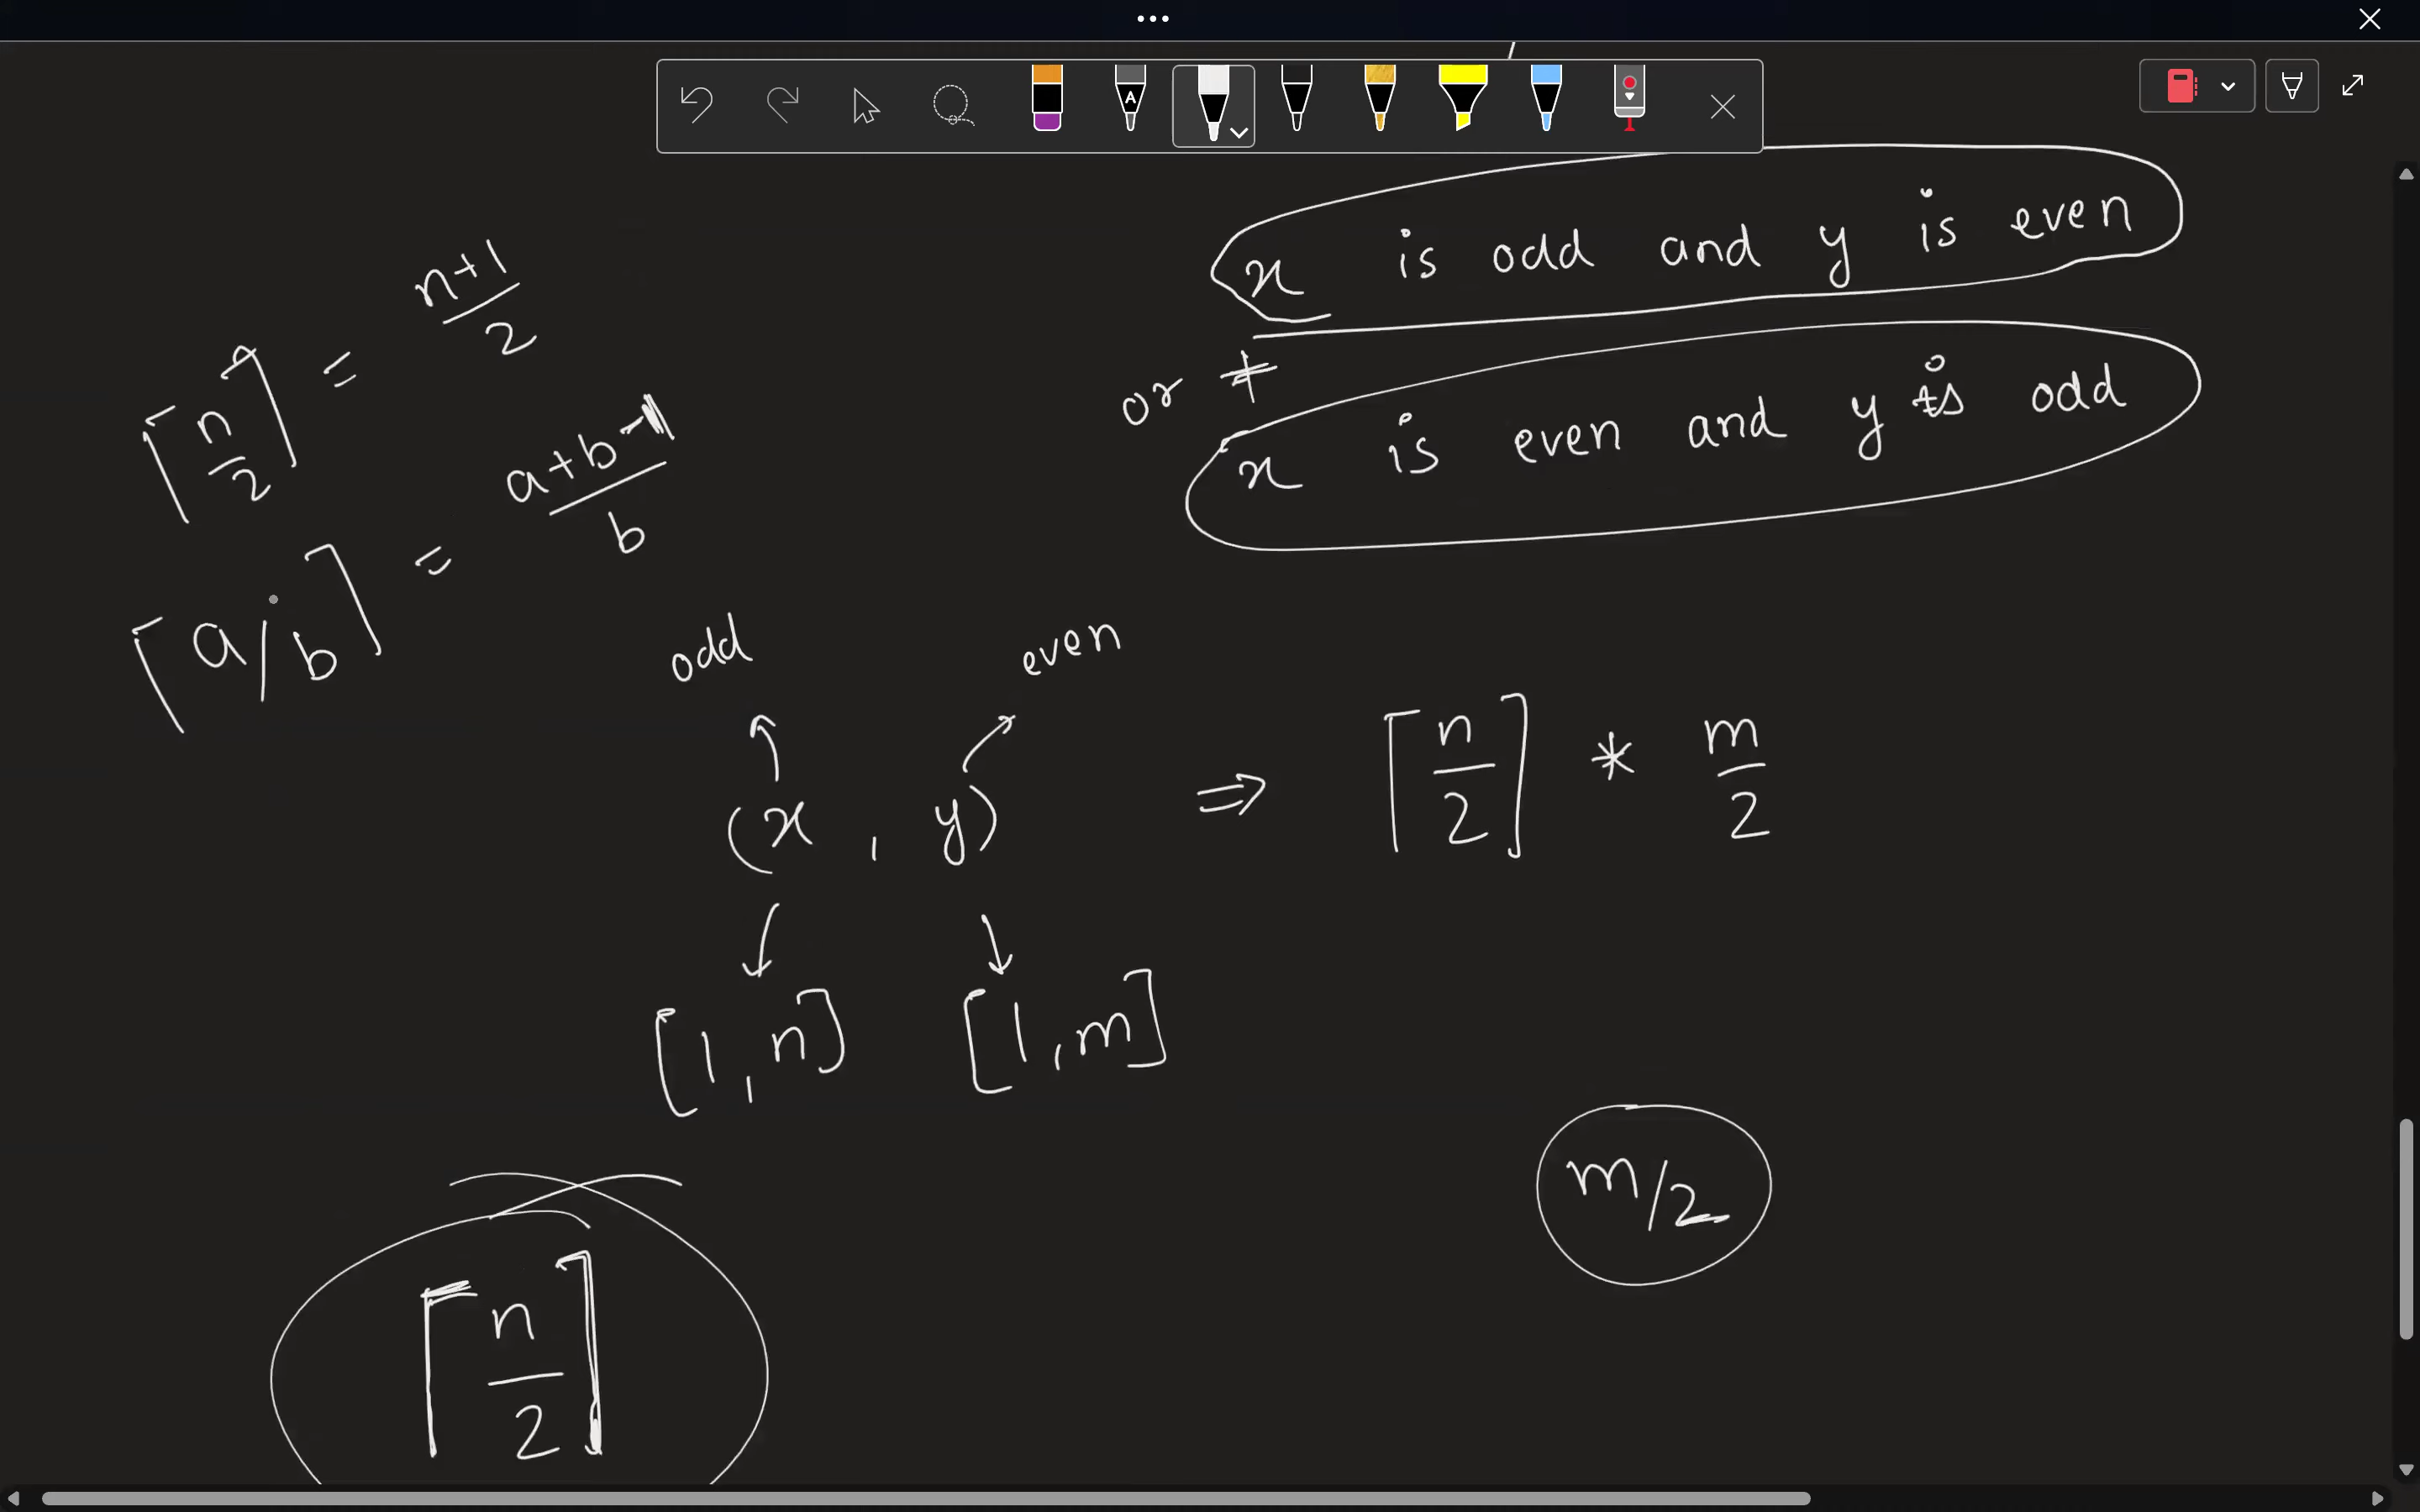 x is odd and y is even
or +
x is even and y is odd
⌈n/2⌉ = (n+1)/2
⌈a/b⌉ = (a+b-1)/b
odd even
(x , y) ⇒ ⌈n/2⌉ * m/2
[1,n] [1,m]
m/2
⌈n/2⌉